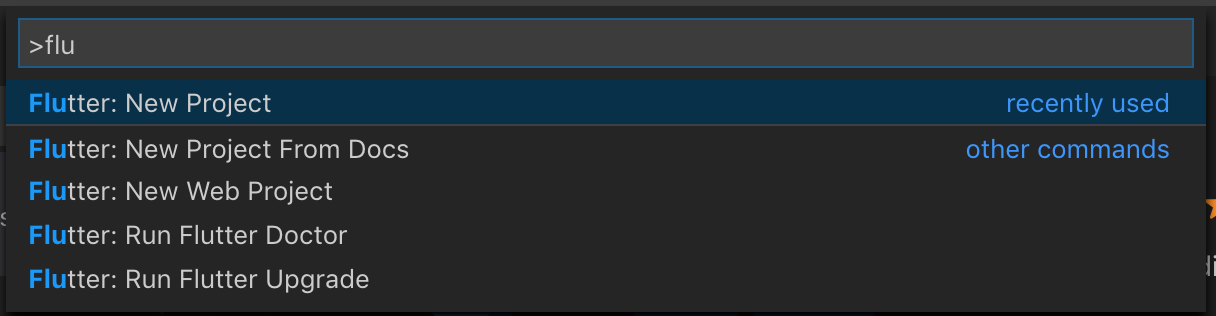 >flu
Flutter: New Project recently used
Flutter: New Project From Docs other commands
Flutter: New Web Project
Flutter: Run Flutter Doctor
Flutter: Run Flutter Upgrade